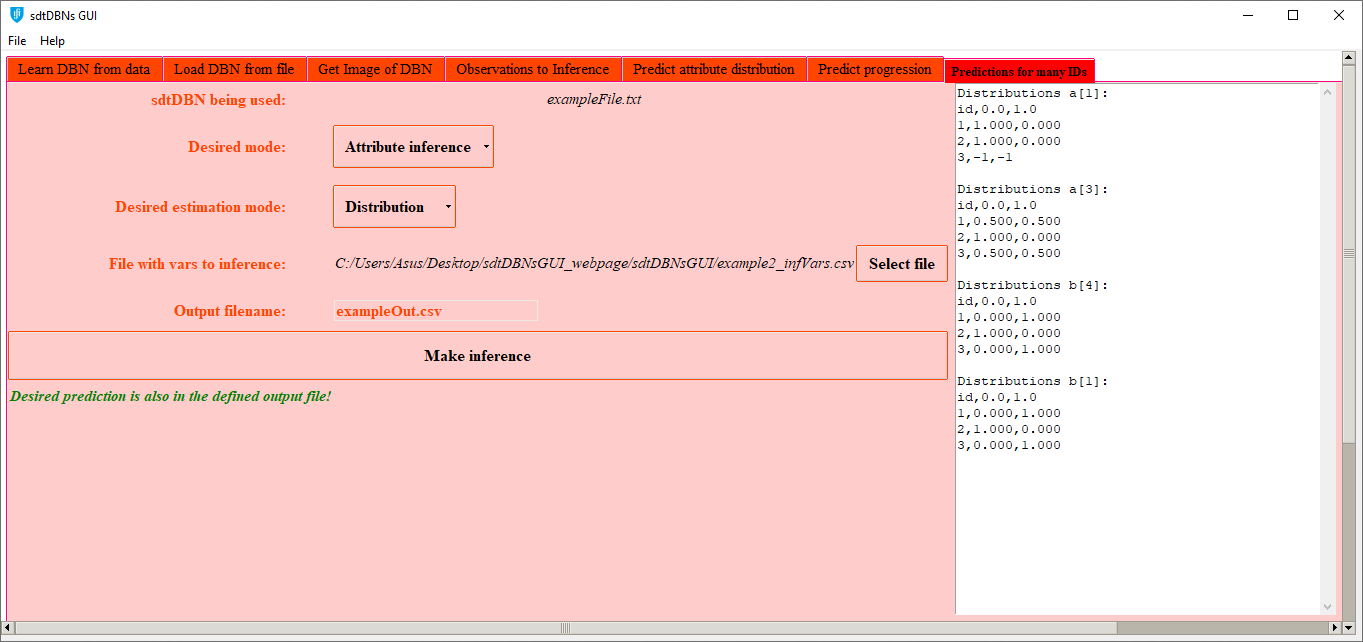 sdtDBNs GUI
File Help
Learn DBN from data Load DBN from file Get Image of DBN Observations to Inference Predict attribute distribution Predict progression Predictions for many IDs
sdtDBN being used: exampleFile.txt
Desired mode: Attribute inference
Desired estimation mode: Distribution
File with vars to inference: C:/Users/Asus/Desktop/sdtDBNsGUI_webpage/sdtDBNsGUI/example2_infVars.csv Select file
Output filename: exampleOut.csv
Make inference
Desired prediction is also in the defined output file!
Distributions a[1]:
id,0.0,1.0
1,1.000,0.000
2,1.000,0.000
3,-1,-1
Distributions a[3]:
id,0.0,1.0
1,0.500,0.500
2,1.000,0.000
3,0.500,0.500
Distributions b[4]:
id,0.0,1.0
1,0.000,1.000
2,1.000,0.000
3,0.000,1.000
Distributions b[1]:
id,0.0,1.0
1,0.000,1.000
2,1.000,0.000
3,0.000,1.000